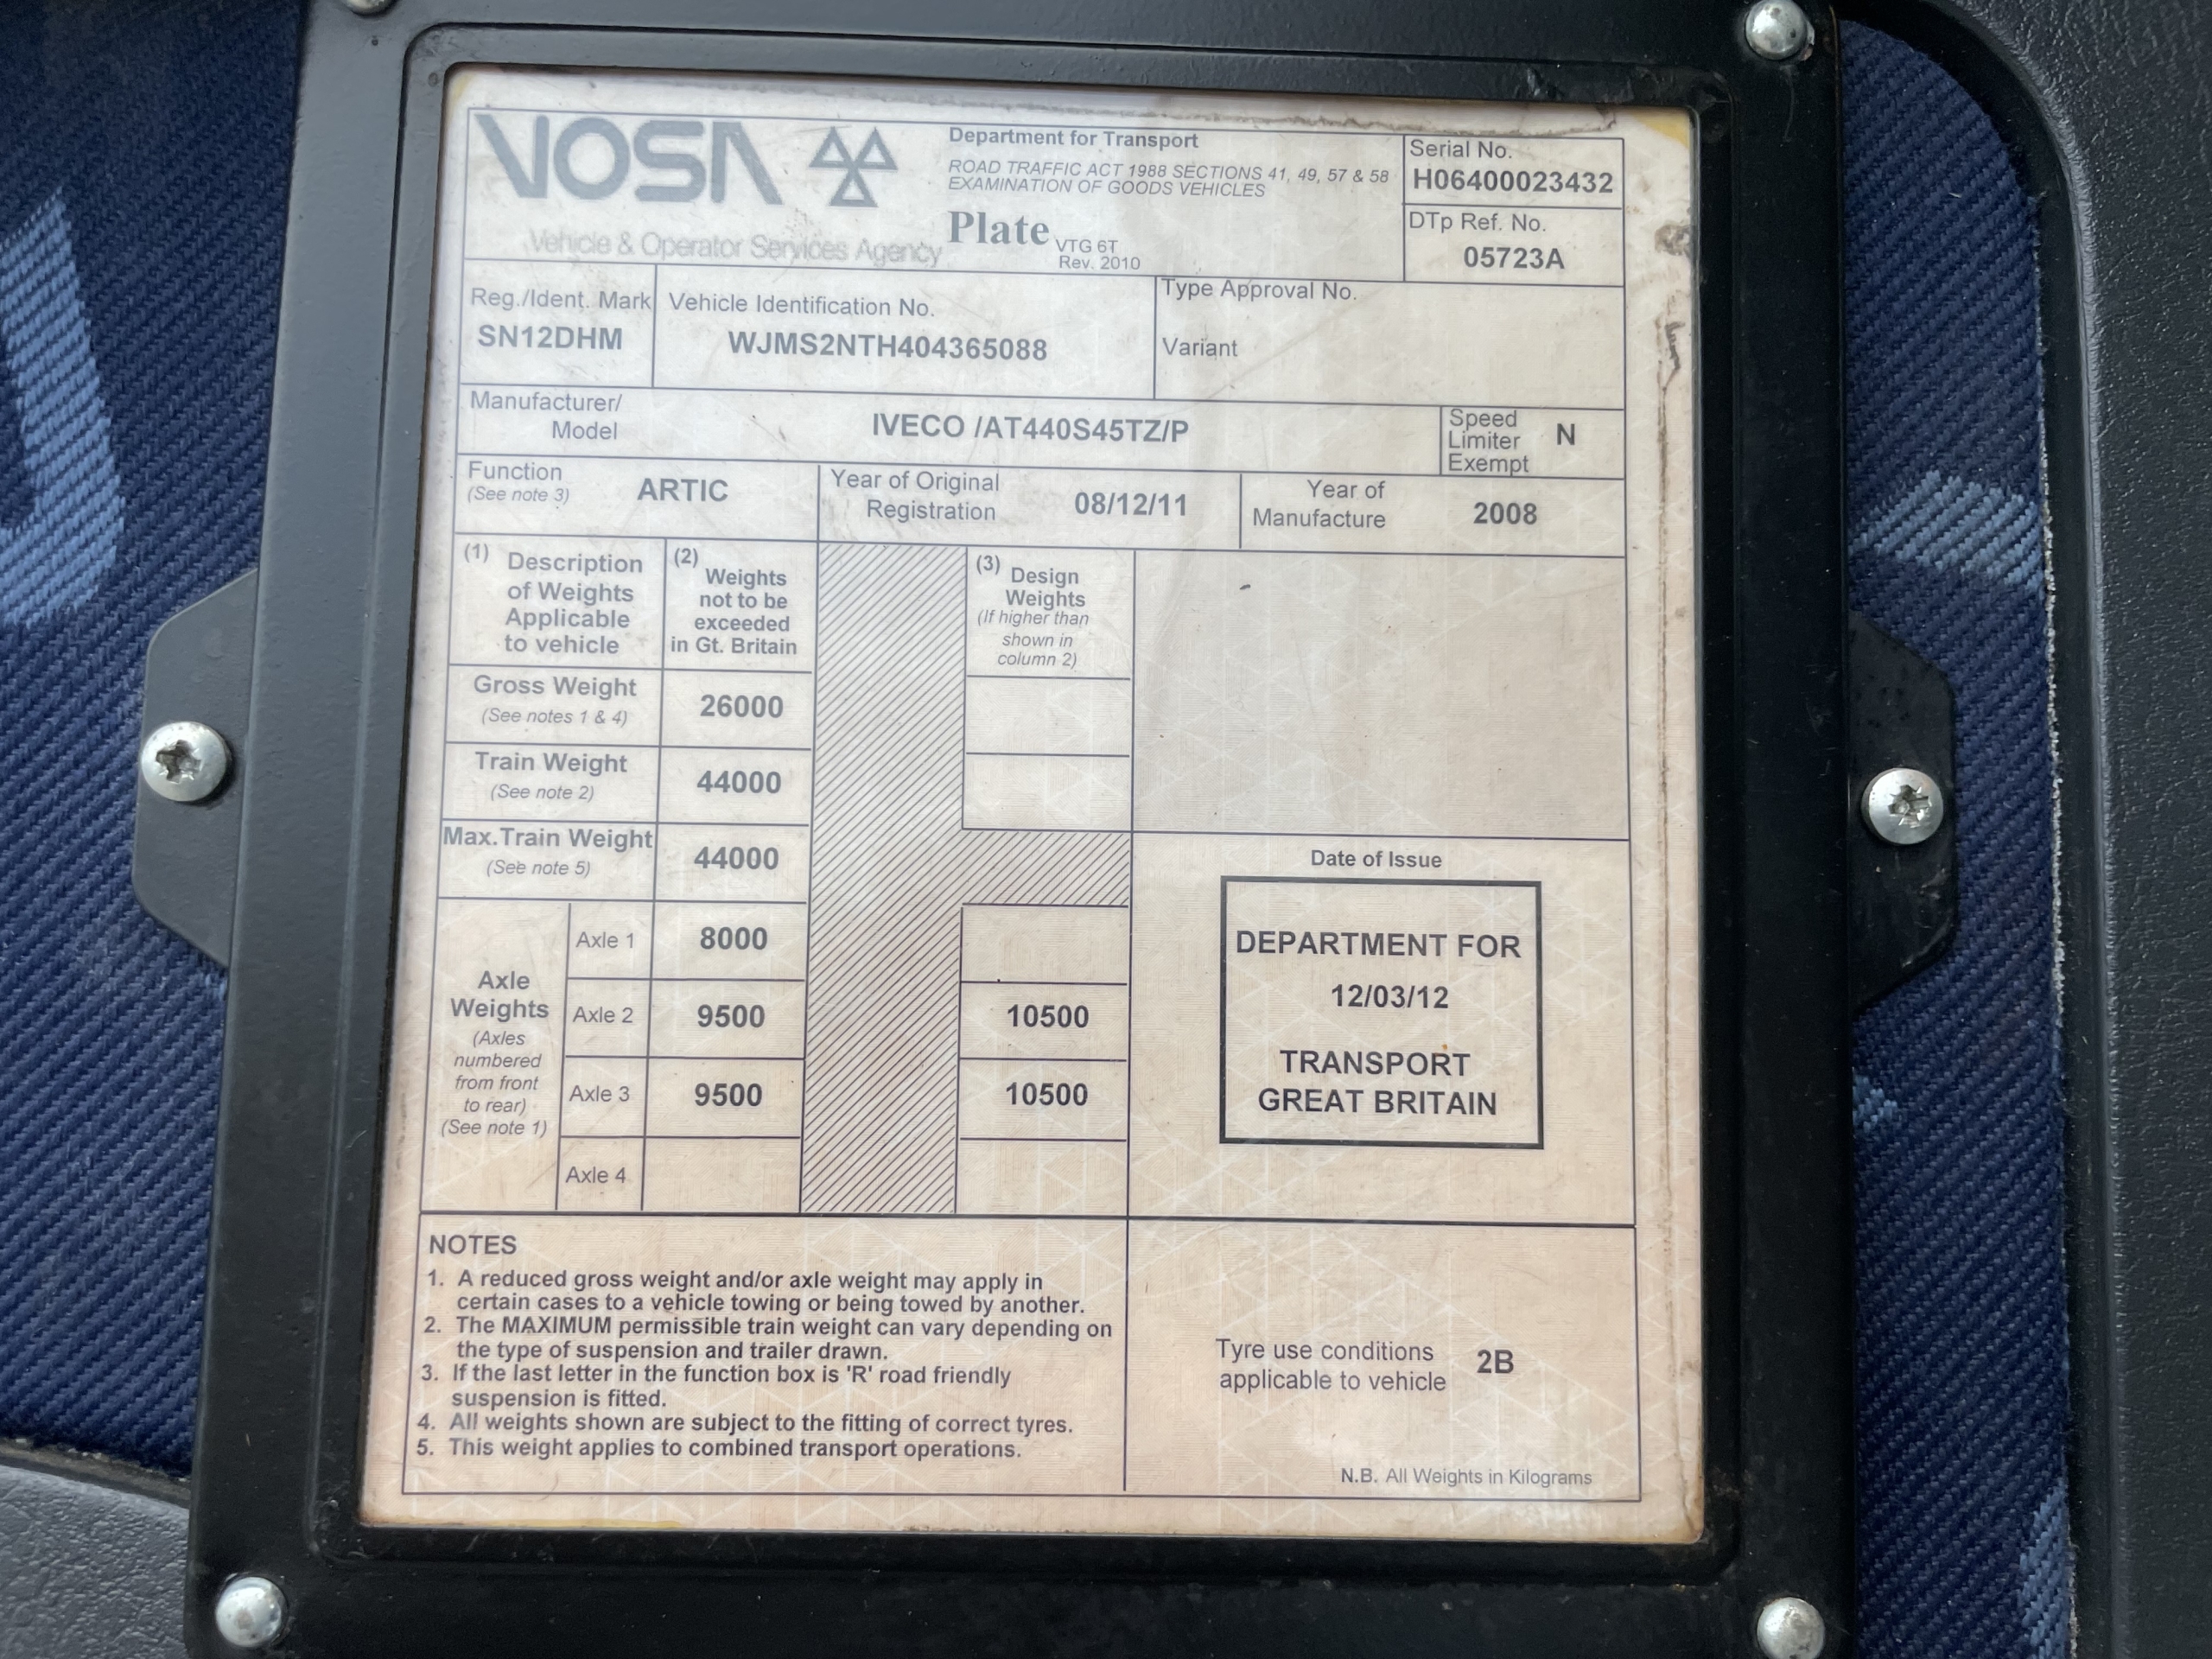 VOSA
Vehicle & Operator Services Agency
Department for Transport
ROAD TRAFFIC ACT 1988 SECTIONS 41, 49, 57 & 58
EXAMINATION OF GOODS VEHICLES
Plate VTG 6T
Rev. 2010
Serial No.
H06400023432
DTp Ref. No.
05723A
Reg./Ident. Mark
SN12DHM
Vehicle Identification No.
WJMS2NTH404365088
Type Approval No.
Variant
Manufacturer/
Model
IVECO /AT440S45TZ/P
Speed
Limiter
Exempt
N
Function
(See note 3)
ARTIC
Year of Original
Registration
08/12/11
Year of
Manufacture
2008
(1) Description
of Weights
Applicable
to vehicle
(2) Weights
not to be
exceeded
in Gt. Britain
(3) Design
Weights
(If higher than
shown in
column 2)
Gross Weight
(See notes 1 & 4)
26000
Train Weight
(See note 2)
44000
Max.Train Weight
(See note 5)
44000
Axle
Weights
(Axles
numbered
from front
to rear)
(See note 1)
Axle 1 8000
Axle 2 9500 10500
Axle 3 9500 10500
Axle 4
Date of Issue
DEPARTMENT FOR
12/03/12
TRANSPORT
GREAT BRITAIN
NOTES
1. A reduced gross weight and/or axle weight may apply in
certain cases to a vehicle towing or being towed by another.
2. The MAXIMUM permissible train weight can vary depending on
the type of suspension and trailer drawn.
3. If the last letter in the function box is 'R' road friendly
suspension is fitted.
4. All weights shown are subject to the fitting of correct tyres.
5. This weight applies to combined transport operations.
Tyre use conditions
applicable to vehicle
2B
N.B. All Weights in Kilograms